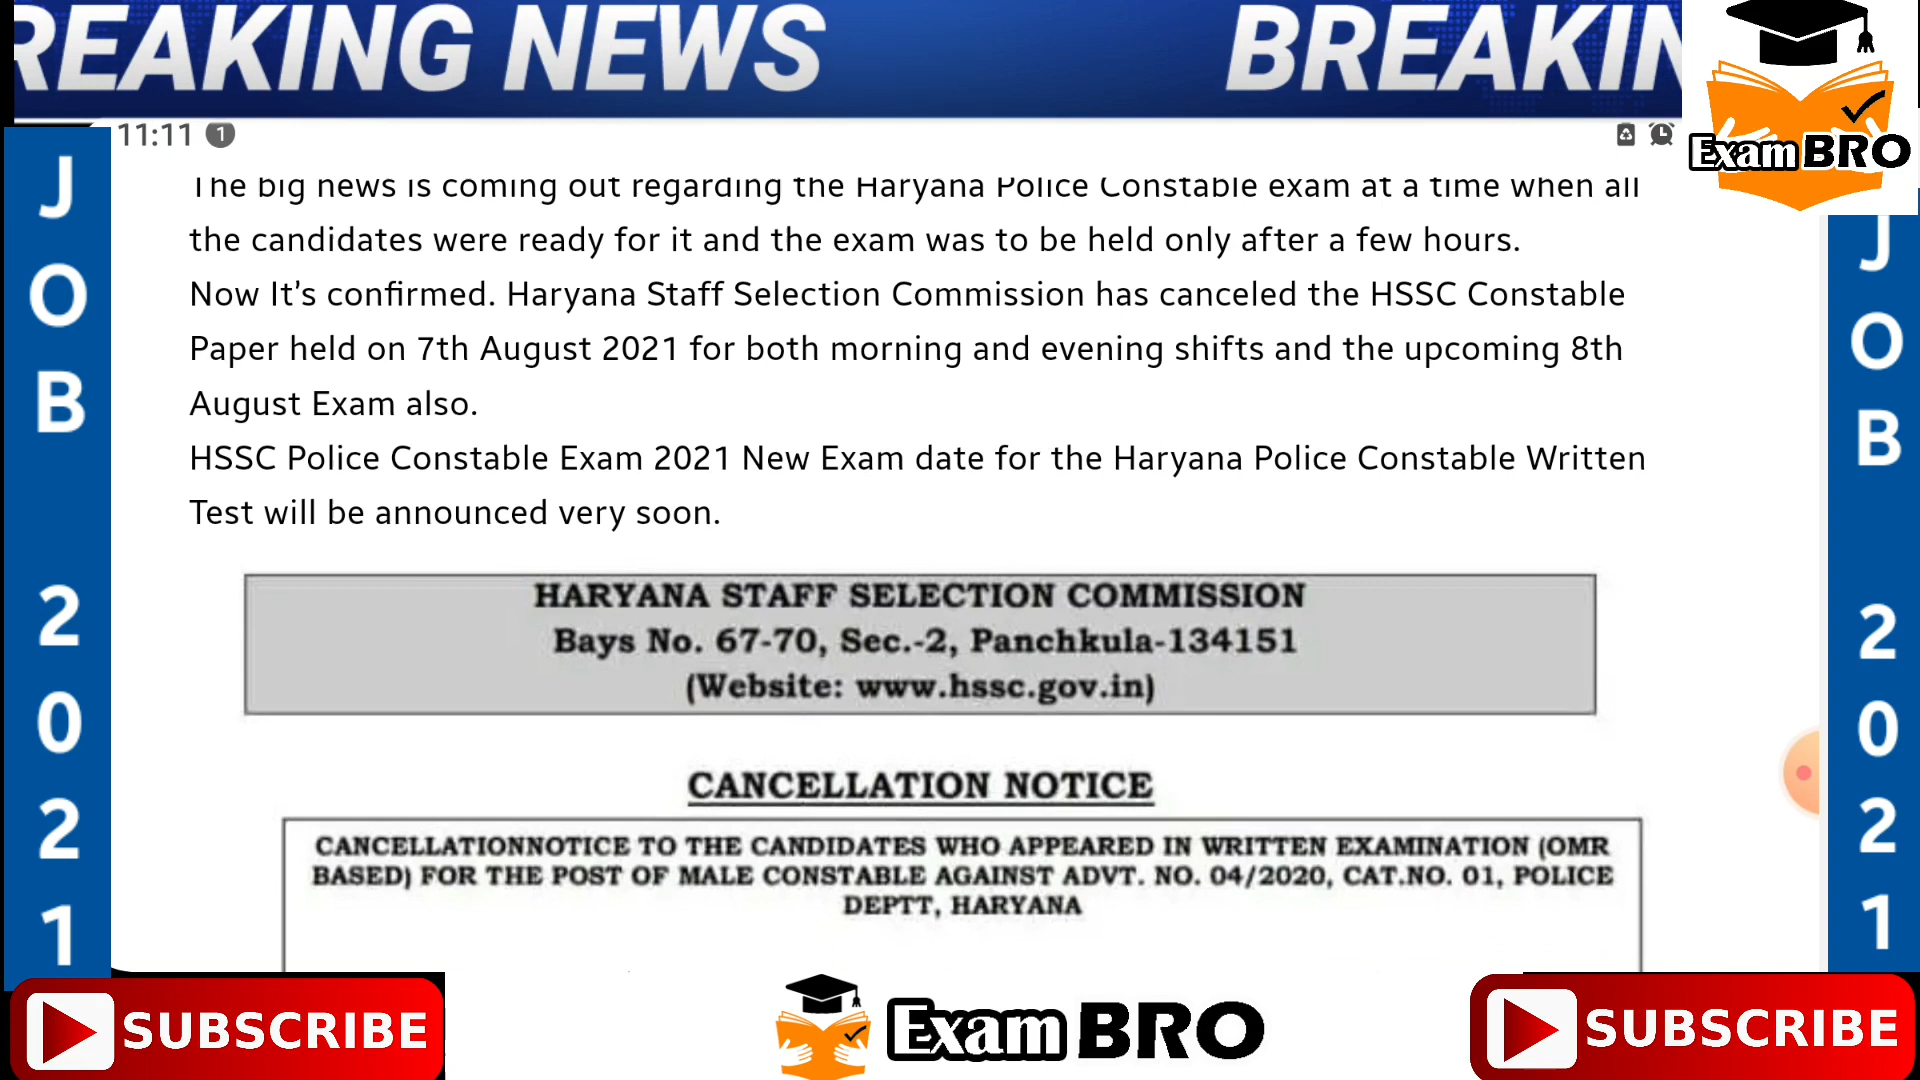 REAKING NEWS
BREAKIN
Exam BRO
11:11 1
The big news is coming out regarding the Haryana Police Constable exam at a time when all
the candidates were ready for it and the exam was to be held only after a few hours.
Now It's confirmed. Haryana Staff Selection Commission has canceled the HSSC Constable
Paper held on 7th August 2021 for both morning and evening shifts and the upcoming 8th
August Exam also.
HSSC Police Constable Exam 2021 New Exam date for the Haryana Police Constable Written
Test will be announced very soon.
HARYANA STAFF SELECTION COMMISSION
Bays No. 67-70, Sec.-2, Panchkula-134151
(Website: www.hssc.gov.in)
CANCELLATION NOTICE
CANCELLATIONNOTICE TO THE CANDIDATES WHO APPEARED IN WRITTEN EXAMINATION (OMR
BASED) FOR THE POST OF MALE CONSTABLE AGAINST ADVT. NO. 04/2020, CAT.NO. 01, POLICE
DEPTT, HARYANA
JOB 2021
JOB 2021
SUBSCRIBE
Exam BRO
SUBSCRIBE